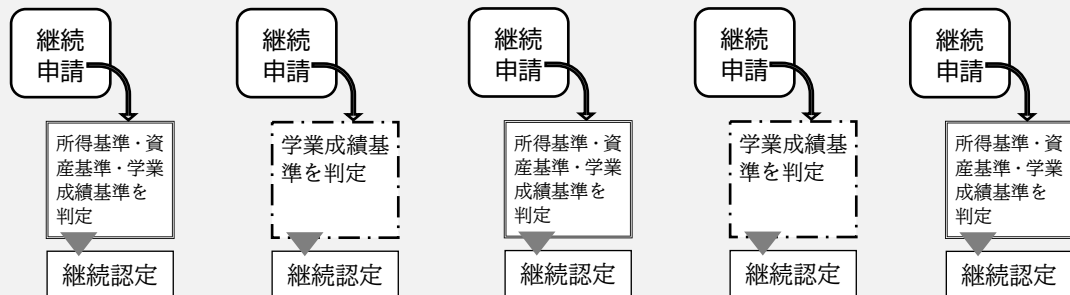 継続
申請
所得基準・資
産基準・学業
成績基準を
判定
継続認定
継続
申請
学業成績基
準を判定
継続認定
継続
申請
所得基準・資
産基準・学業
成績基準を
判定
継続認定
継続
申請
学業成績基
準を判定
継続認定
継続
申請
所得基準・資
産基準・学業
成績基準を
判定
継続認定